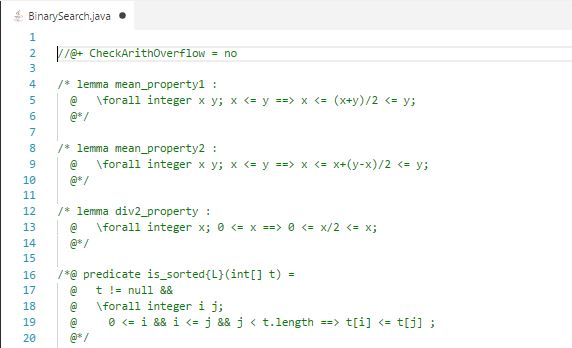 BinarySearch.java
1
2 //@+ CheckArithOverflow = no
3
4 /* lemma mean_property1 :
5   @   \forall integer x y; x <= y ==> x <= (x+y)/2 <= y;
6   @*/
7
8 /* lemma mean_property2 :
9   @   \forall integer x y; x <= y ==> x <= x+(y-x)/2 <= y;
10   @*/
11
12 /* lemma div2_property :
13   @   \forall integer x; 0 <= x ==> 0 <= x/2 <= x;
14   @*/
15
16 /*@ predicate is_sorted{L}(int[] t) =
17   @   t != null &&
18   @   \forall integer i j;
19   @     0 <= i && i <= j && j < t.length ==> t[i] <= t[j] ;
20   @*/